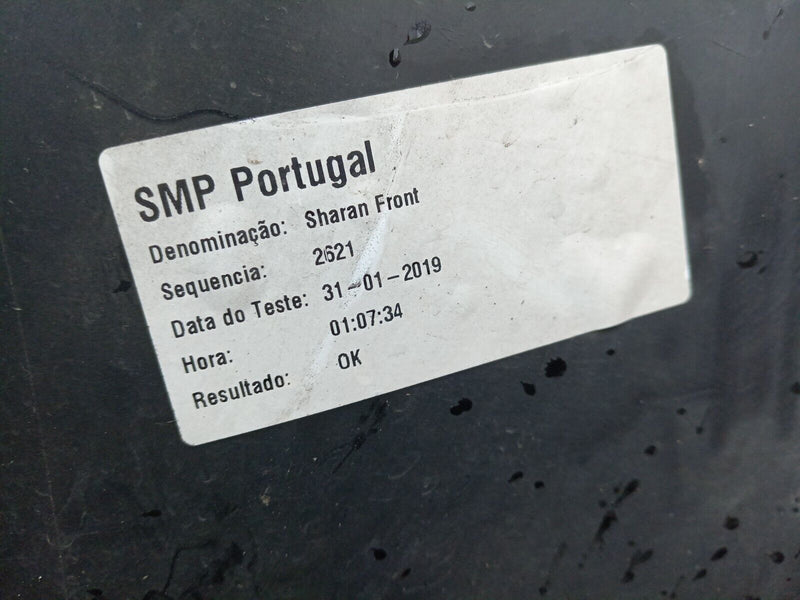 SMP Portugal
Denominação: Sharan Front
Sequencia: 2621
Data do Teste: 31-01-2019
Hora: 01:07:34
Resultado: OK